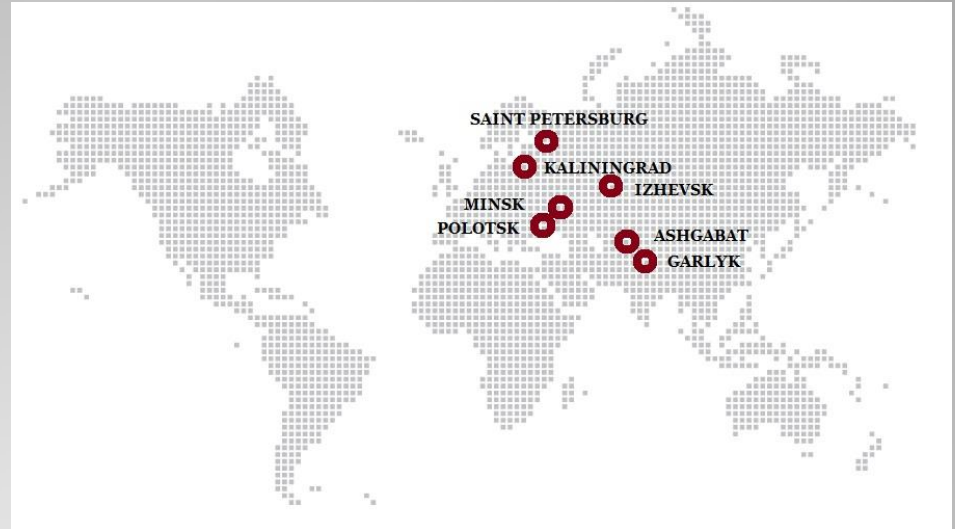 SAINT PETERSBURG
KALININGRAD
IZHEVSK
MINSK
POLOTSK
ASHGABAT
GARLYK